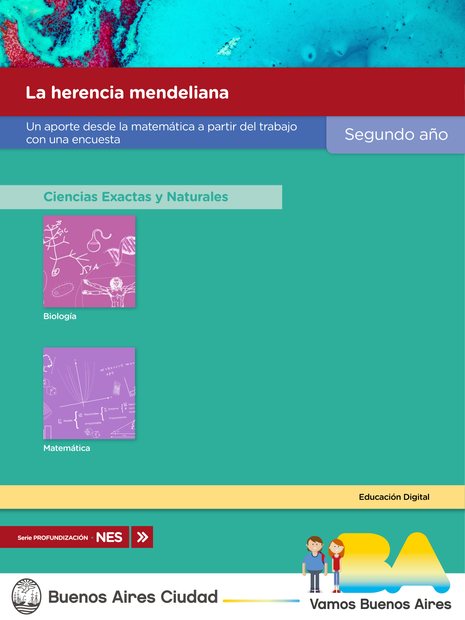 La herencia mendeliana
Un aporte desde la matemática a partir del trabajo
con una encuesta
Segundo año
Ciencias Exactas y Naturales
Biología
Matemática
Educación Digital
Serie PROFUNDIZACIÓN · NES
BA
Buenos Aires Ciudad
Vamos Buenos Aires